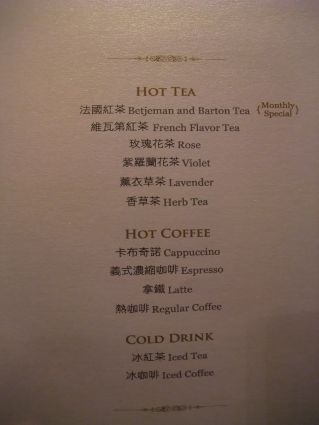 HOT TEA
法國紅茶 Betjeman and Barton Tea {Monthly Special}
維瓦第紅茶 French Flavor Tea
玫瑰花茶 Rose
紫羅蘭花茶 Violet
薰衣草茶 Lavender
香草茶 Herb Tea
HOT COFFEE
卡布奇諾 Cappuccino
義式濃縮咖啡 Espresso
拿鐵 Latte
熱咖啡 Regular Coffee
COLD DRINK
冰紅茶 Iced Tea
冰咖啡 Iced Coffee